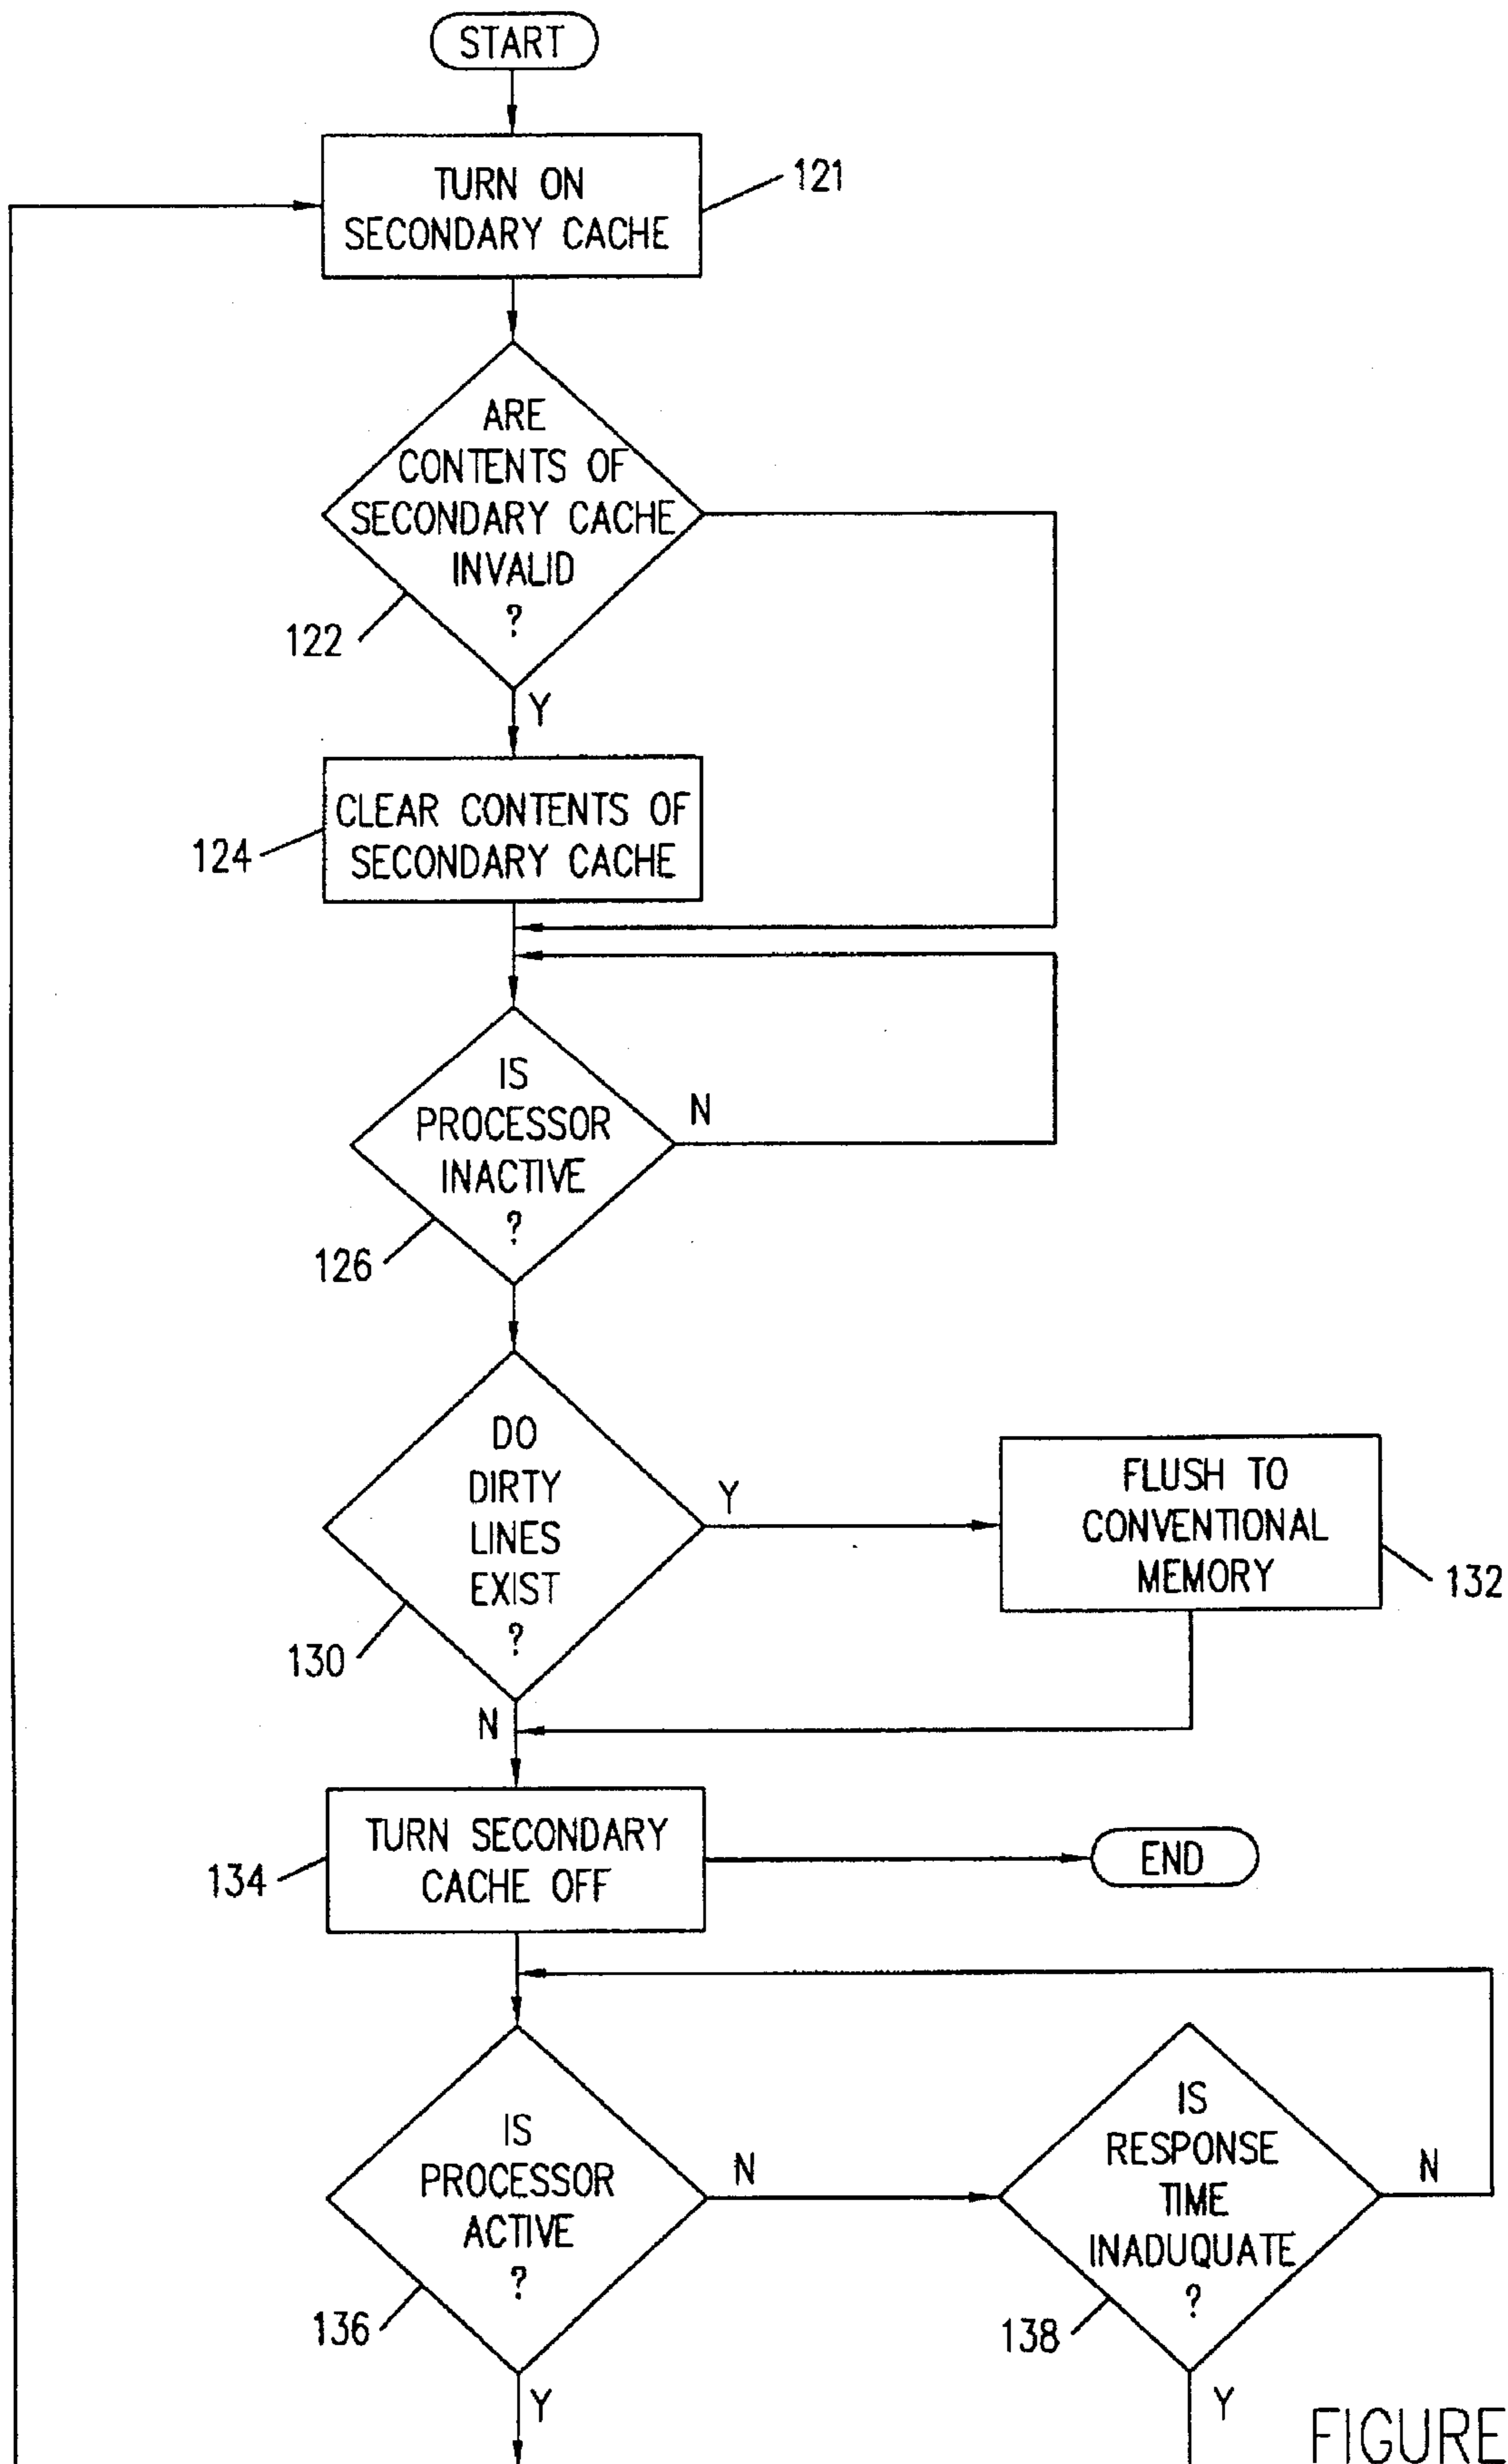 START
TURN ON
SECONDARY CACHE
121
ARE
CONTENTS OF
SECONDARY CACHE
INVALID
?
122
Y
CLEAR CONTENTS OF
SECONDARY CACHE
124
IS
PROCESSOR
INACTIVE
?
N
126
DO
DIRTY
LINES
EXIST
?
Y
130
N
FLUSH TO
CONVENTIONAL
MEMORY
132
TURN SECONDARY
CACHE OFF
134
END
IS
PROCESSOR
ACTIVE
?
N
136
Y
IS
RESPONSE
TIME
INADUQUATE
?
N
138
Y
FIGURE